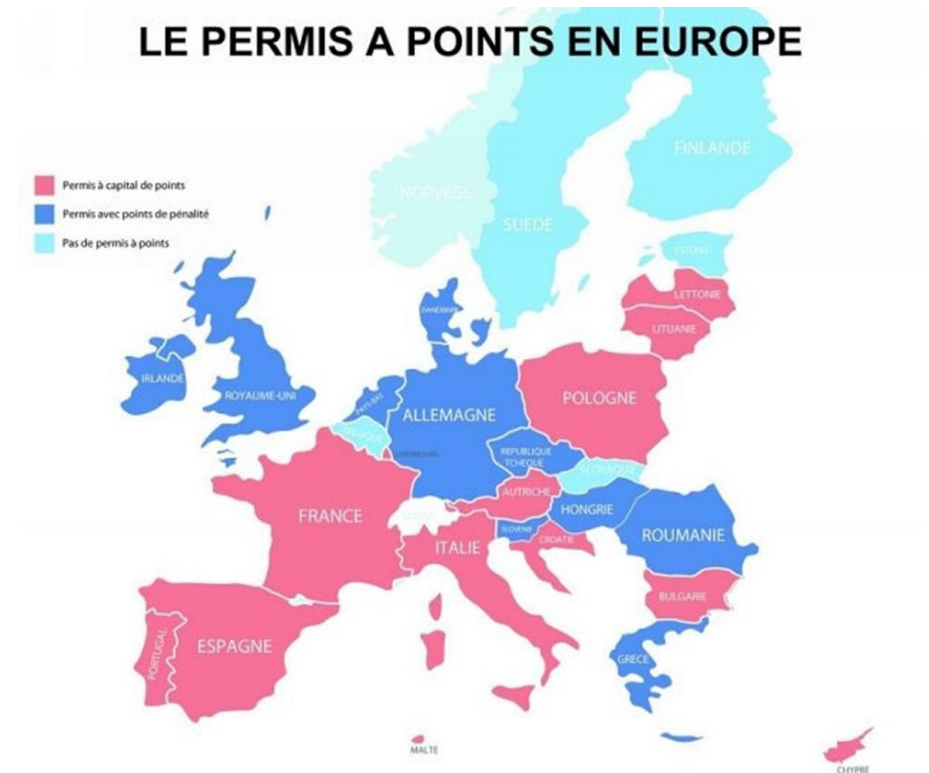 LE PERMIS A POINTS EN EUROPE
Permis à capital de points
Permis avec points de pénalité
Pas de permis à points
NORVEGE
FINLANDE
SUEDE
LETTONIE
LITUANIE
DANEMARK
IRLANDE
ROYAUME-UNI
PAYS-BAS
ALLEMAGNE
POLOGNE
BELGIQUE
LUXEMBOURG
REPUBLIQUE
TCHEQUE
SLOVAQUIE
AUTRICHE
FRANCE
HONGRIE
ITALIE
SLOVENIE
CROATIE
ROUMANIE
BULGARIE
PORTUGAL
ESPAGNE
GRECE
MALTE
CHYPRE